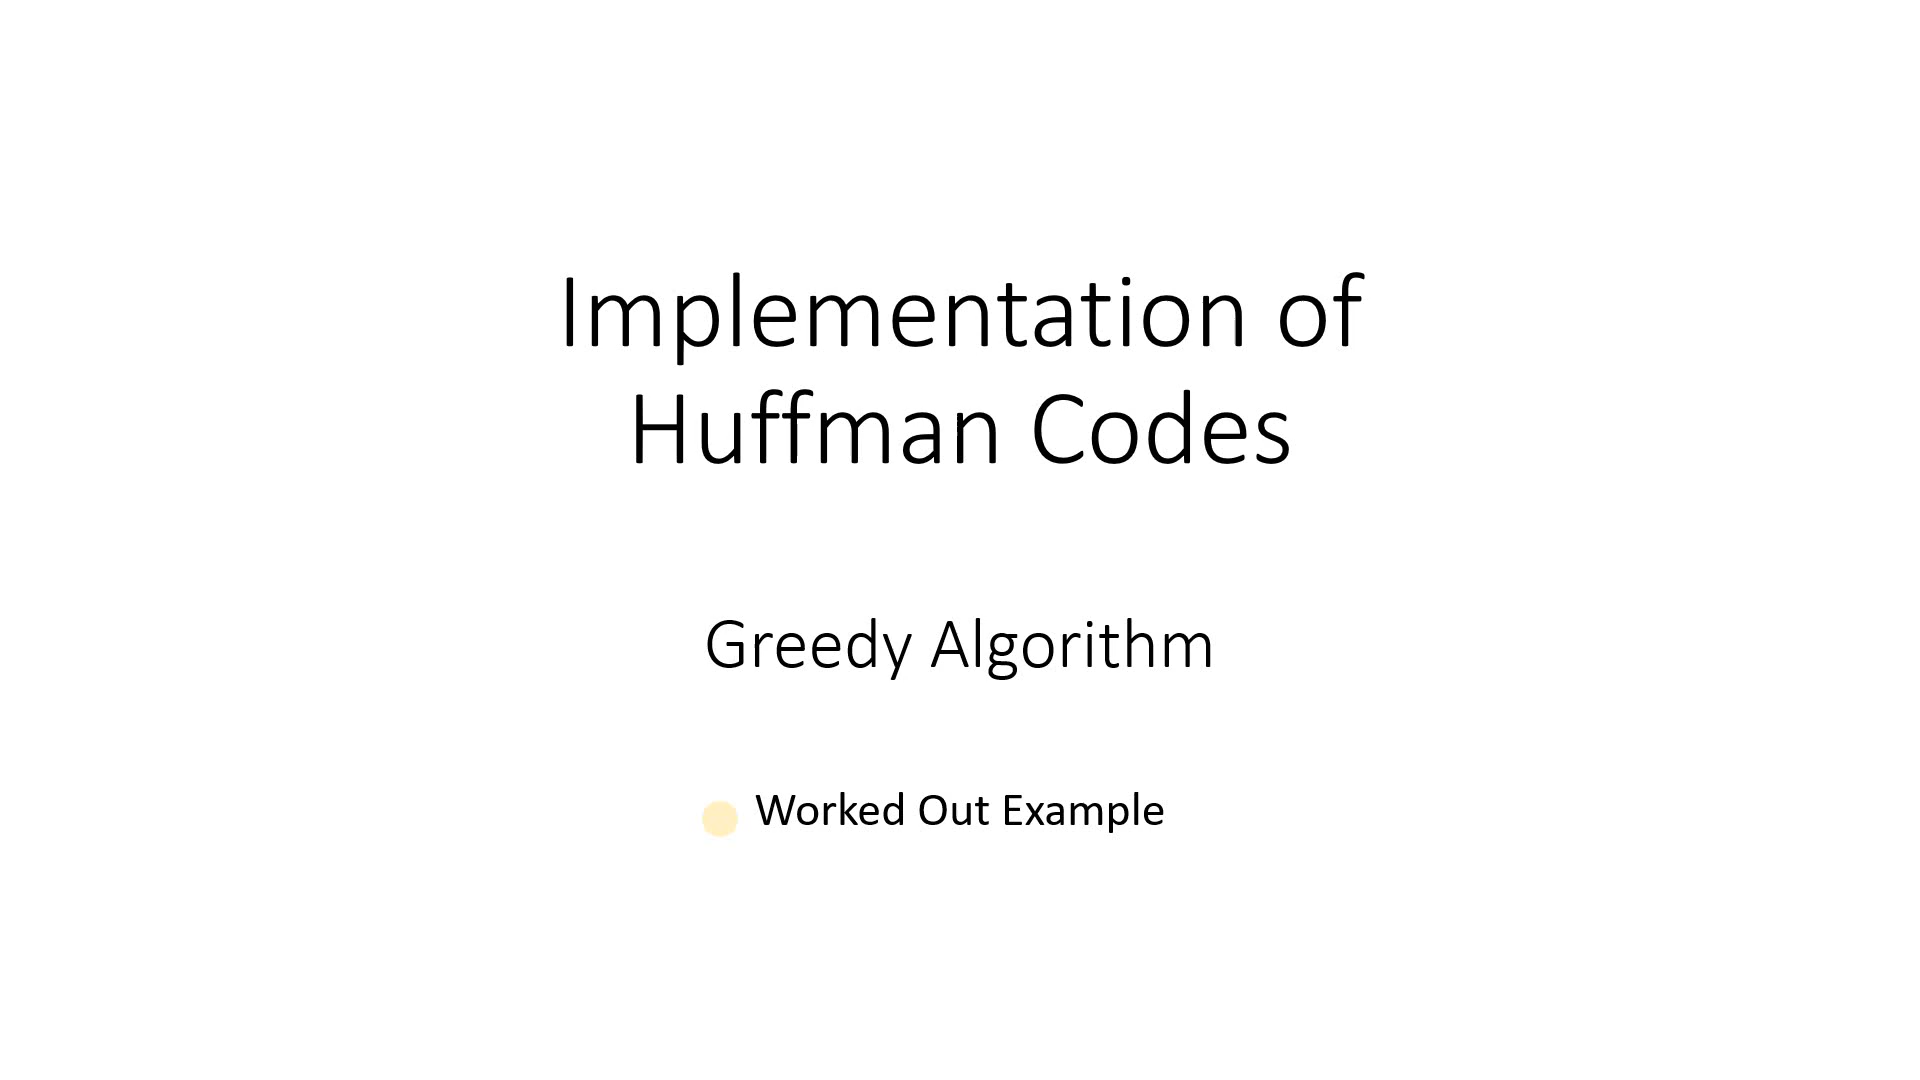 Implementation of
Huffman Codes
Greedy Algorithm
Worked Out Example